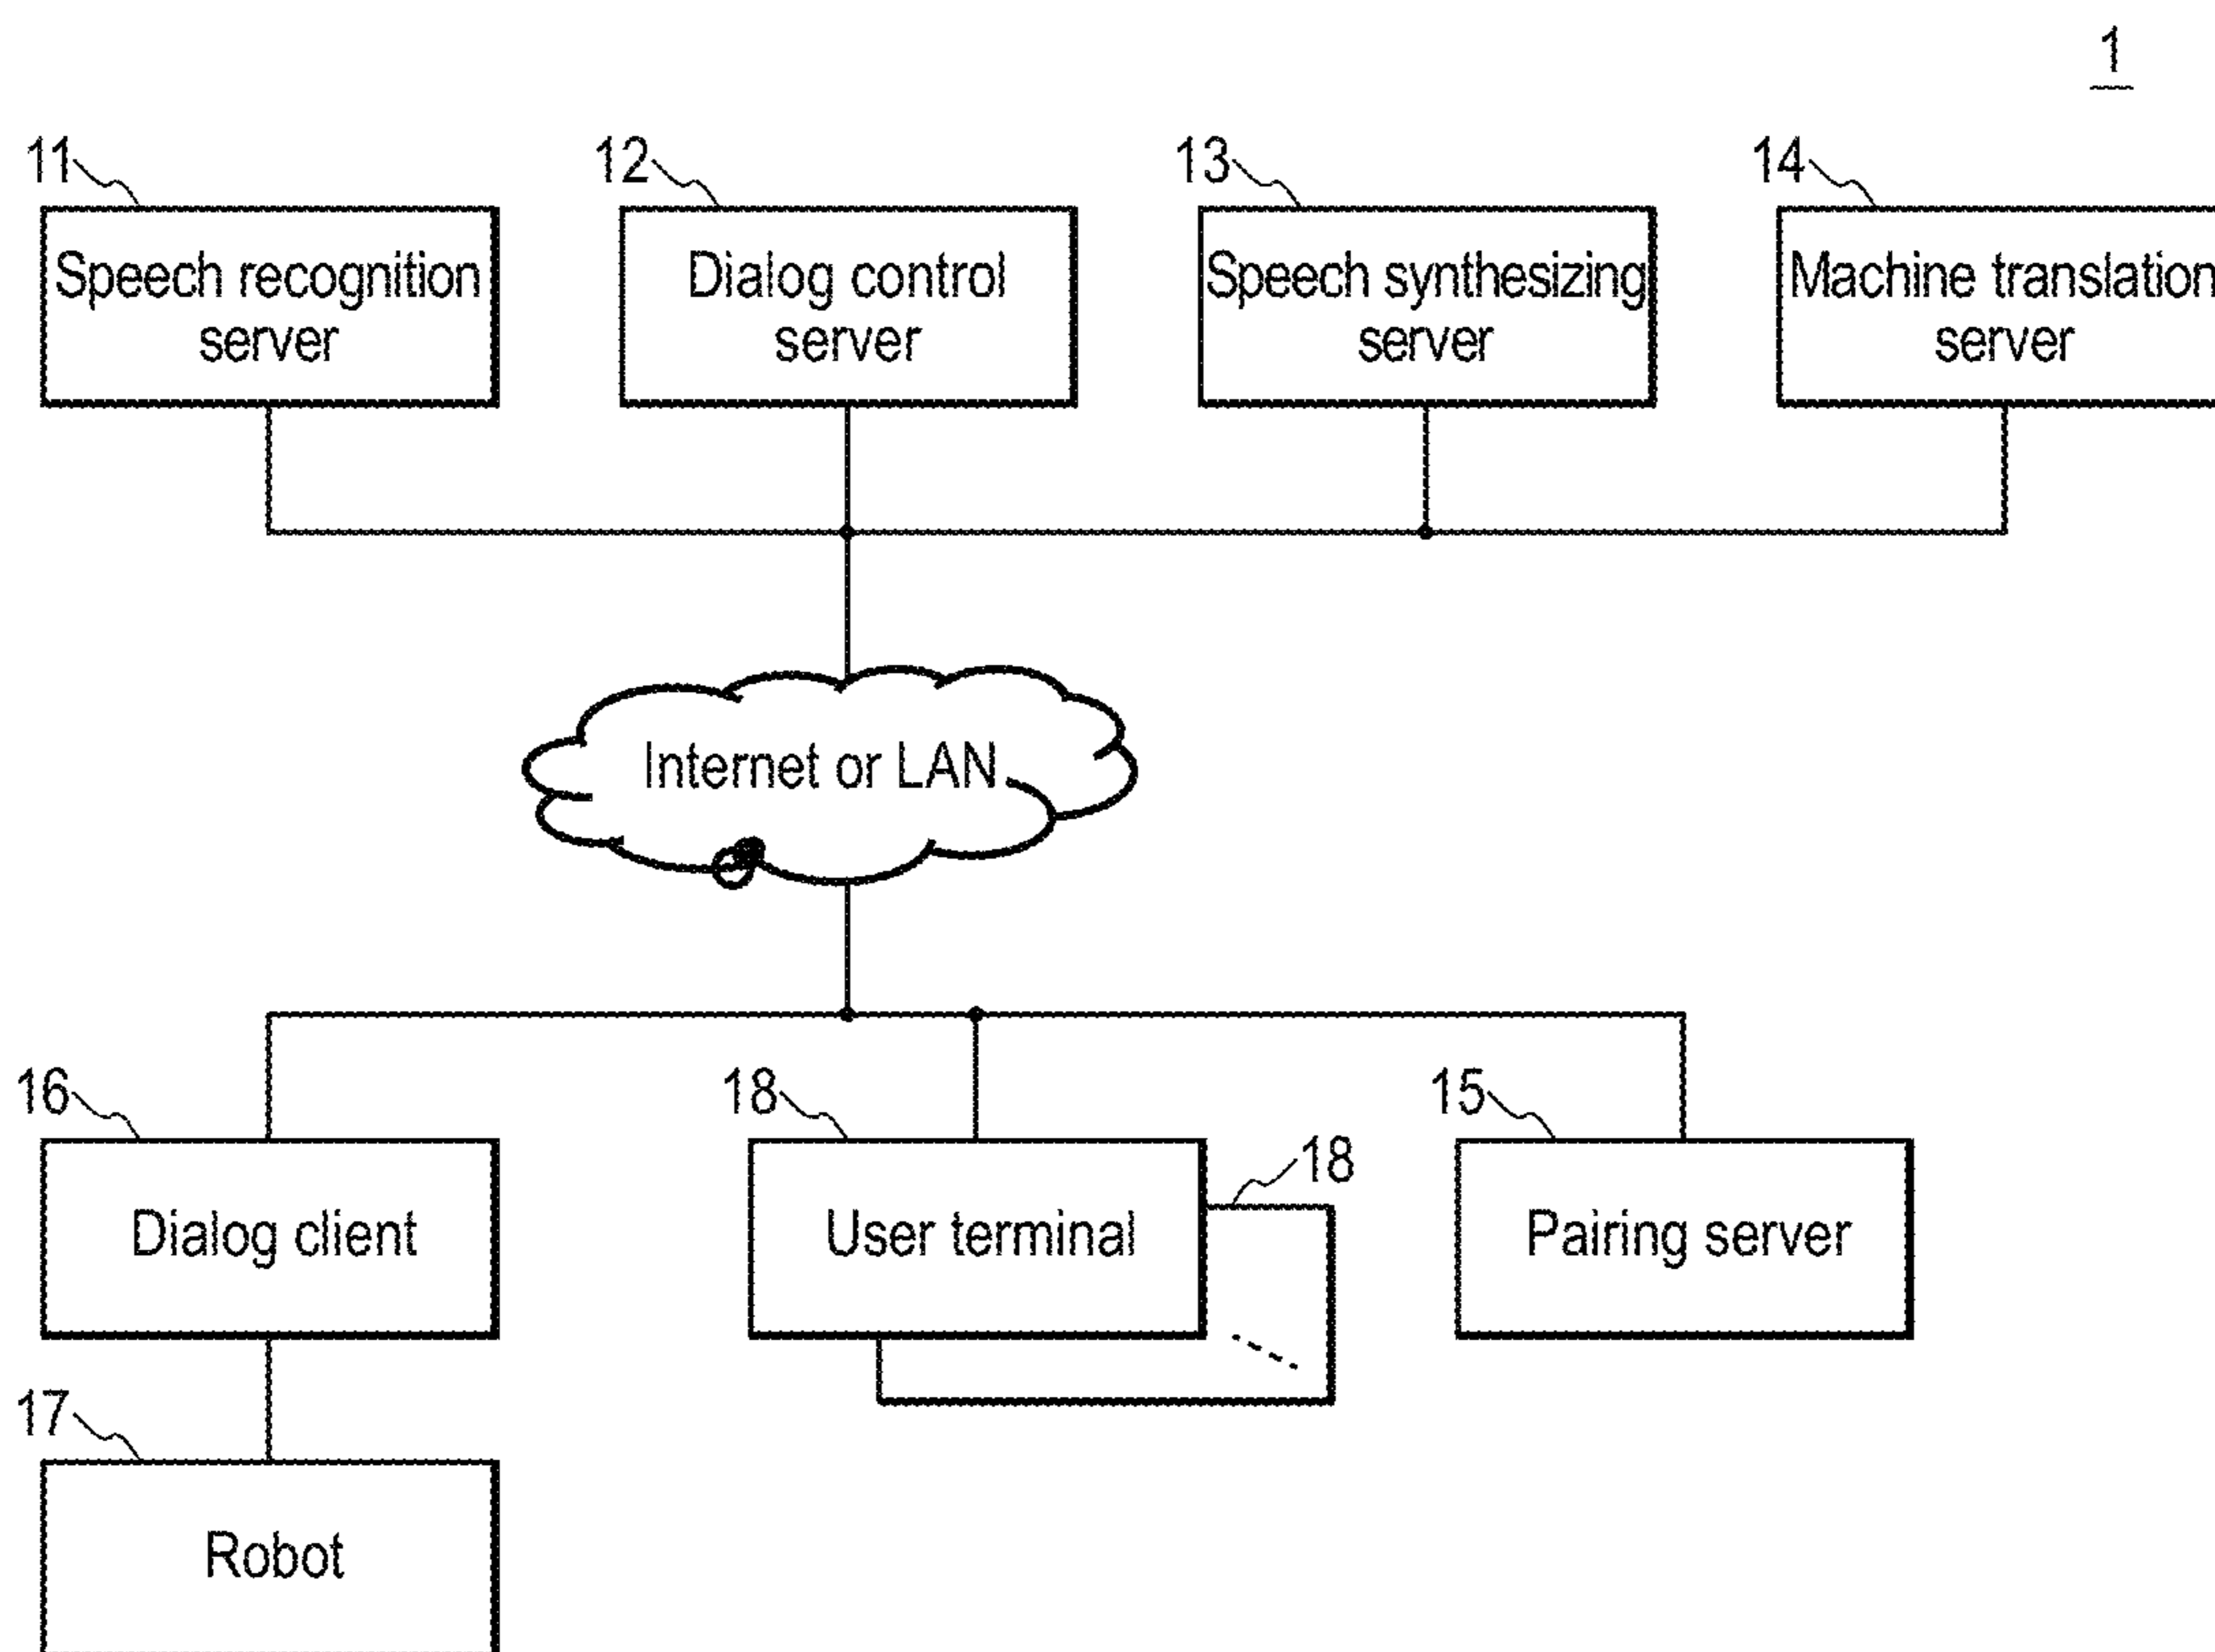 1
11
12
13
14
Speech recognition
server
Dialog control
server
Speech synthesizing
server
Machine translation
server
Internet or LAN
16
18
15
18
Dialog client
User terminal
Pairing server
17
Robot